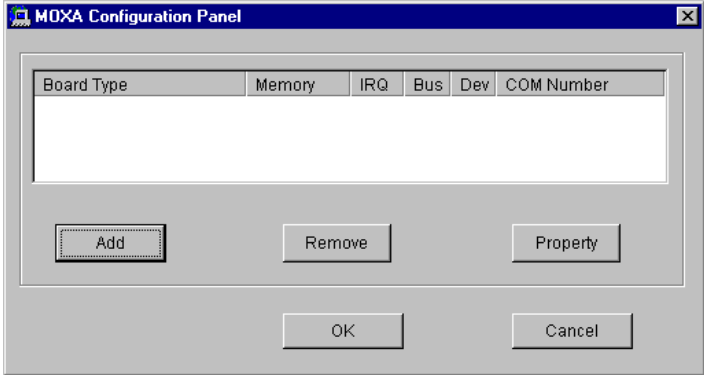 MOXA Configuration Panel
Board Type Memory IRQ Bus Dev COM Number
Add Remove Property
OK Cancel